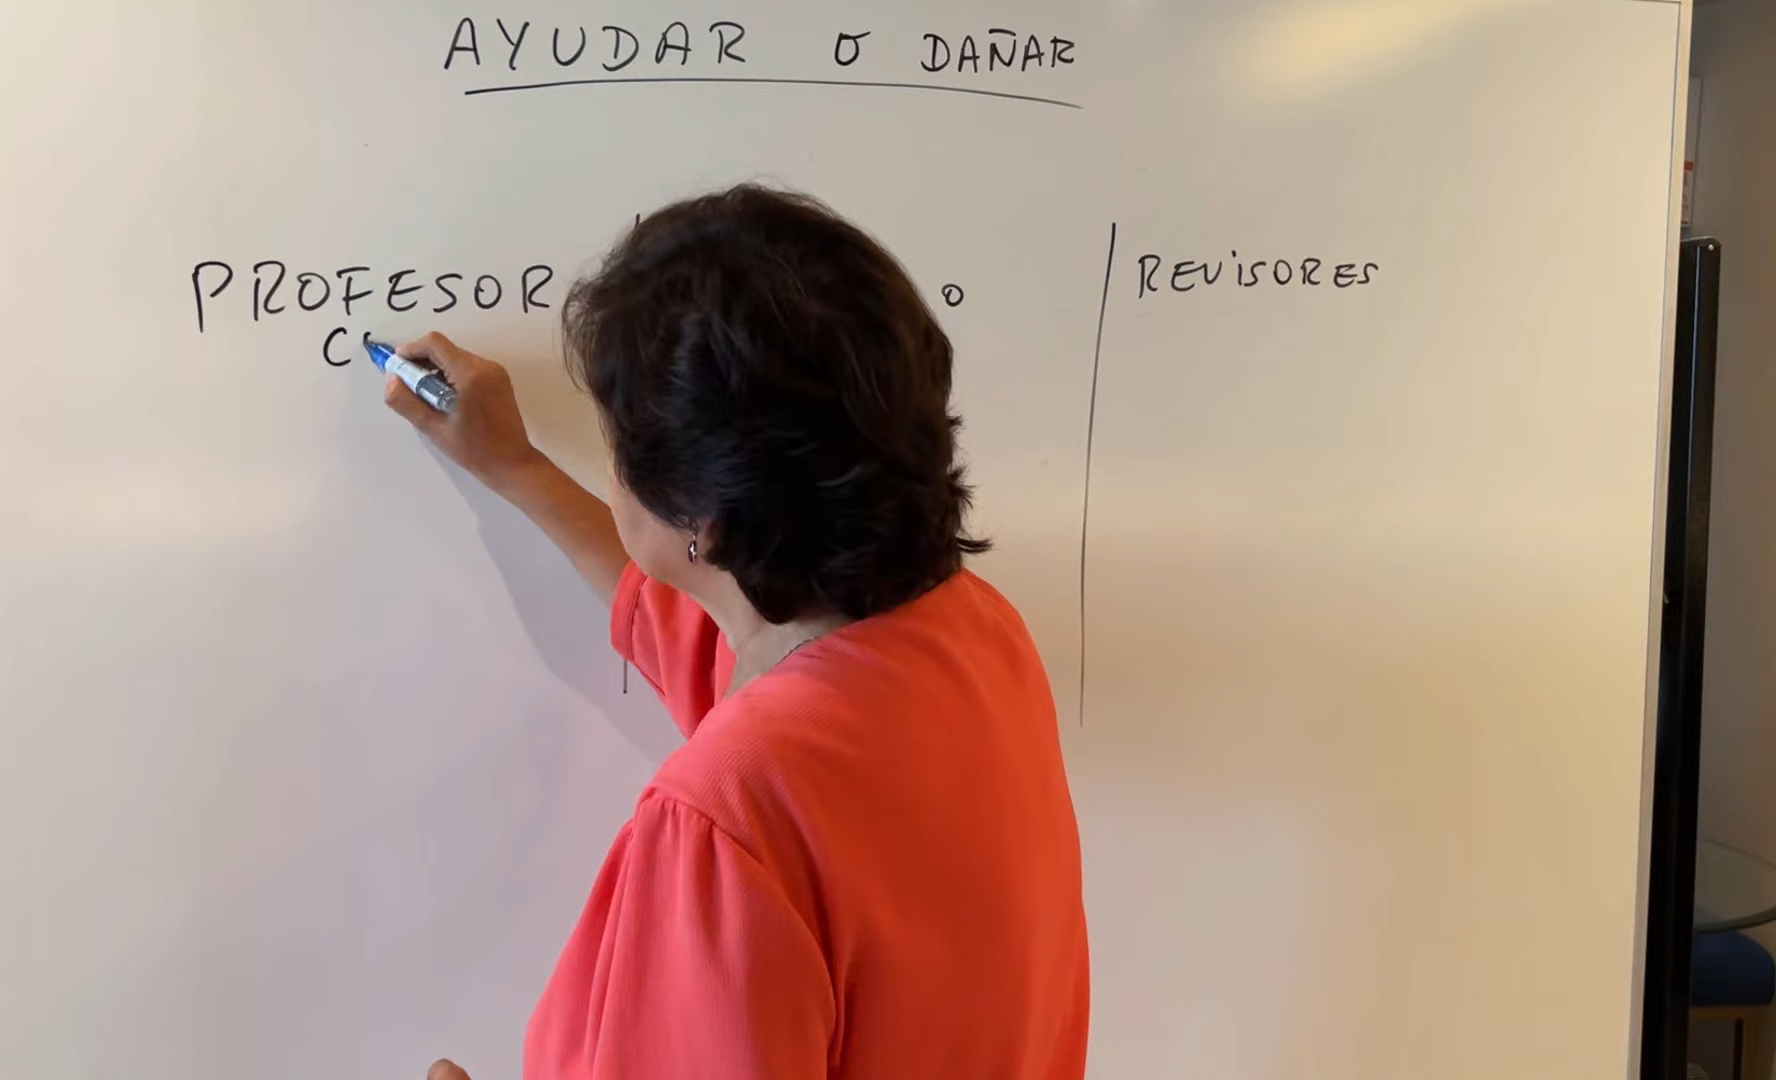 AYUDAR O DAÑAR
PROFESOR
O
REVISORES
C